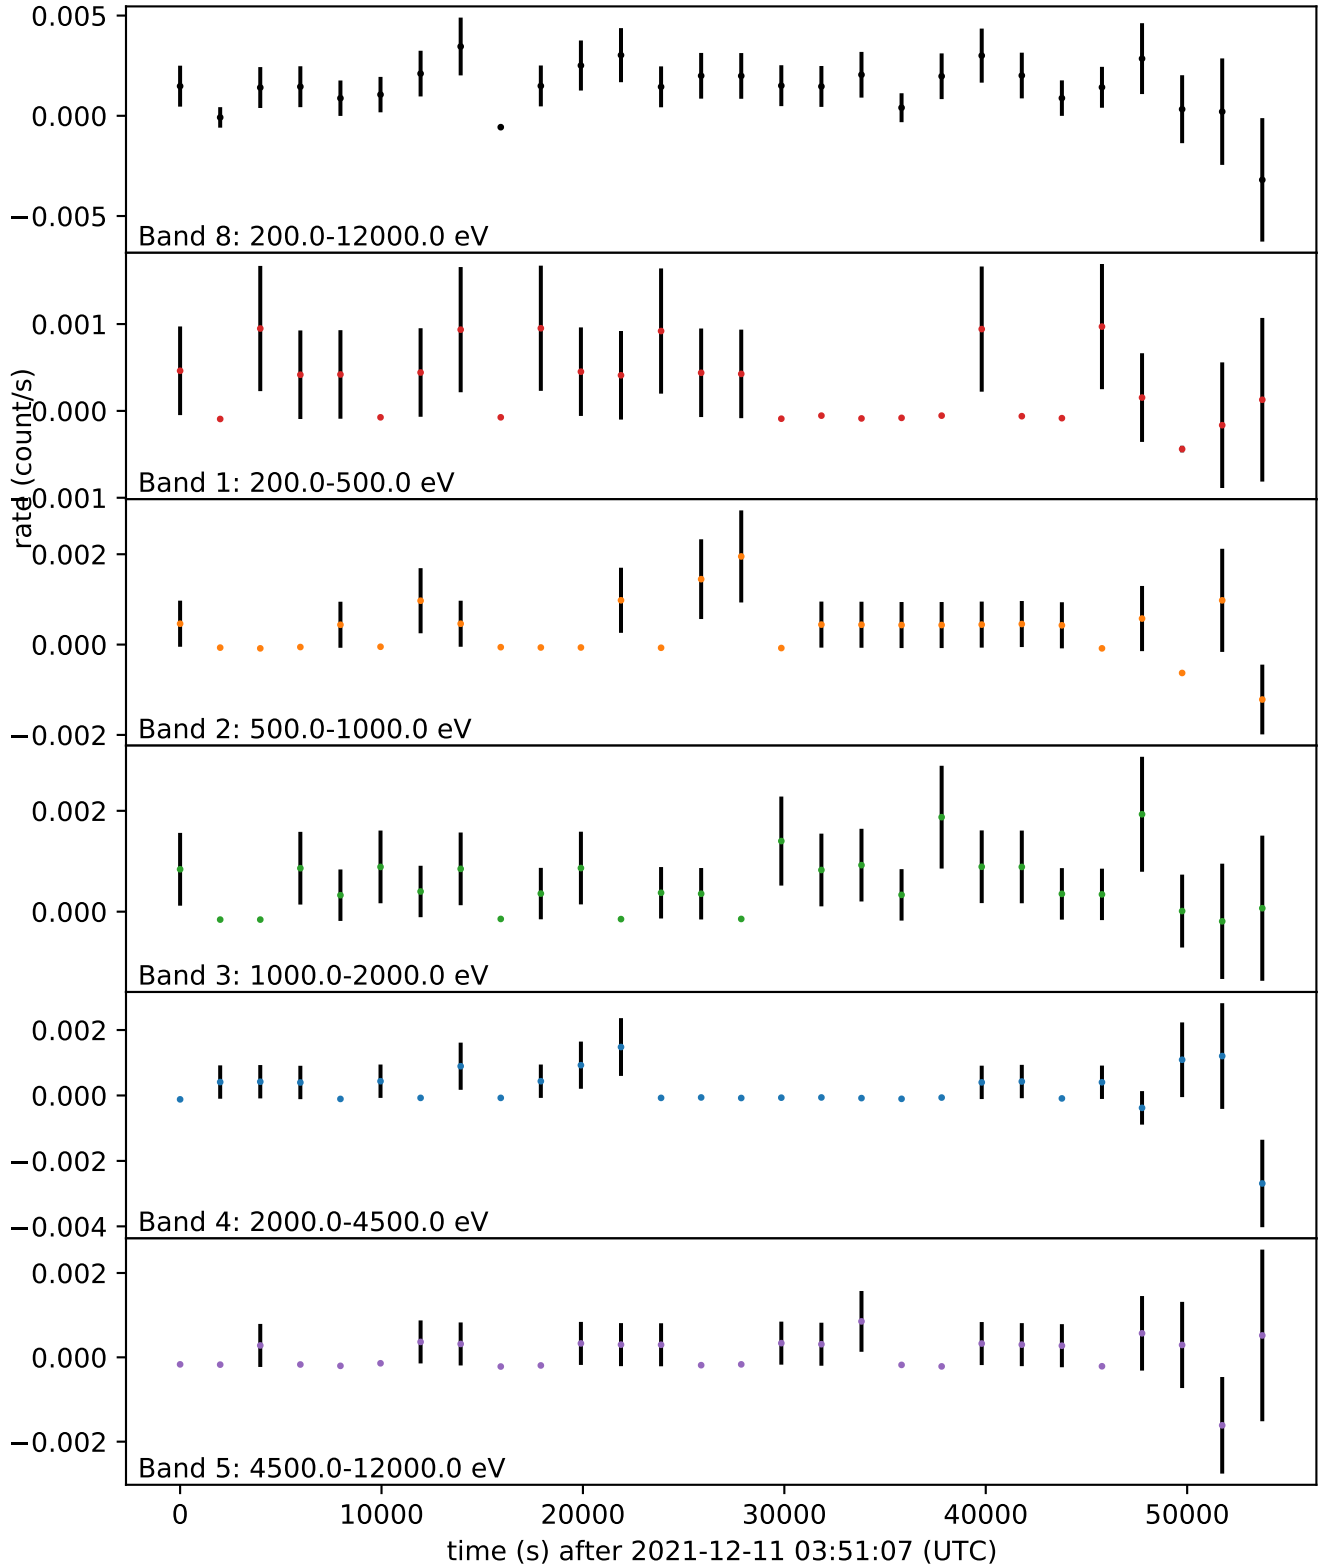 0.005
0.000
−0.005
Band 8: 200.0-12000.0 eV
0.001
0.000
0.001
Band 1: 200.0-500.0 eV
rate (count/s)
0.002
0.000
−0.002
Band 2: 500.0-1000.0 eV
0.002
0.000
Band 3: 1000.0-2000.0 eV
0.002
0.000
−0.002
−0.004
Band 4: 2000.0-4500.0 eV
0.002
0.000
−0.002
Band 5: 4500.0-12000.0 eV
0 10000 20000 30000 40000 50000
time (s) after 2021-12-11 03:51:07 (UTC)